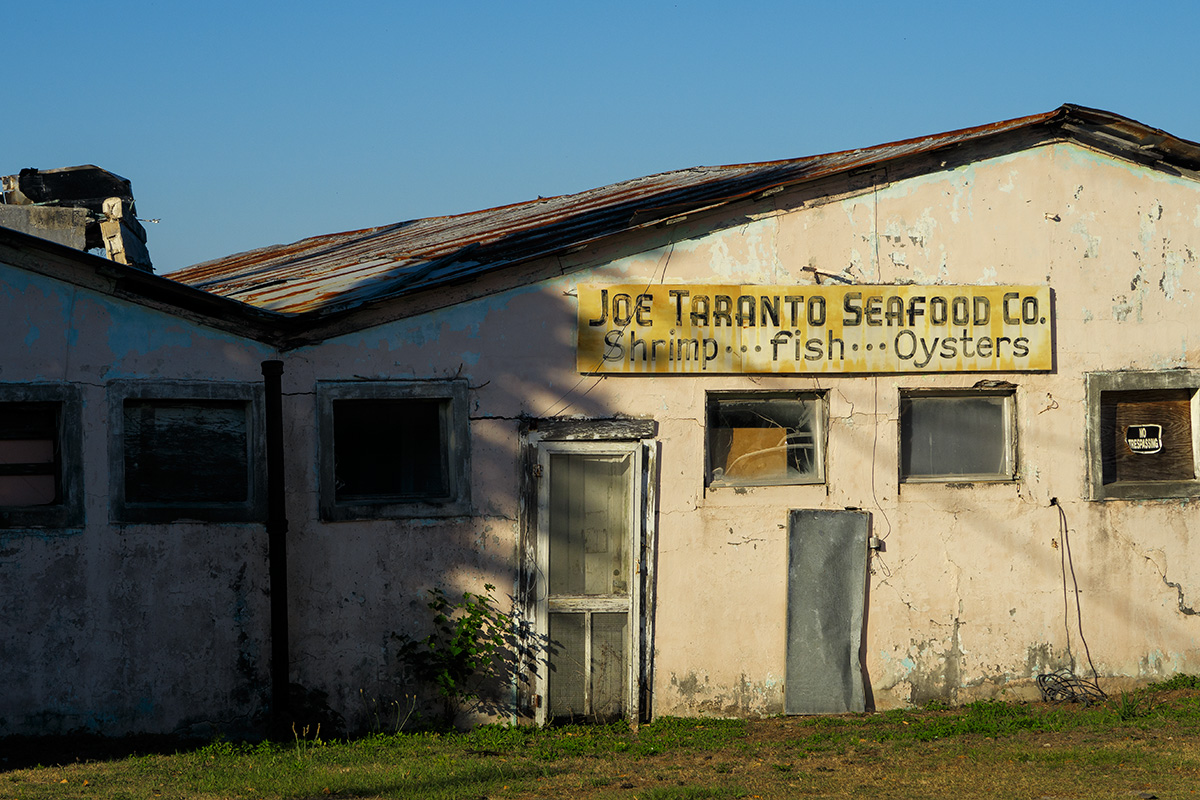 JOE TARANTO SEAFOOD CO.
Shrimp... fish... Oysters
NO
TRESPASSING